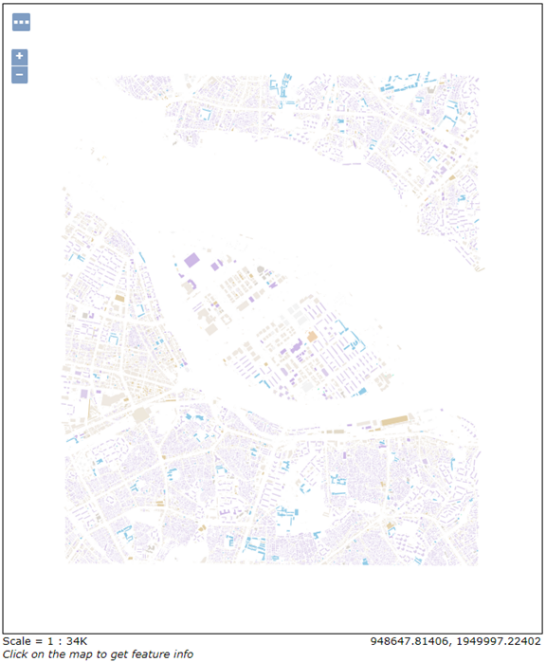 ...
+
−
Scale = 1 : 34K
948647.81406, 1949997.22402
Click on the map to get feature info